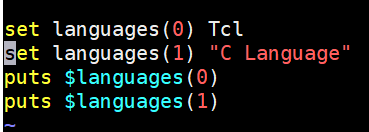 set languages(0) Tcl
set languages(1) "C Language"
puts $languages(0)
puts $languages(1)
~